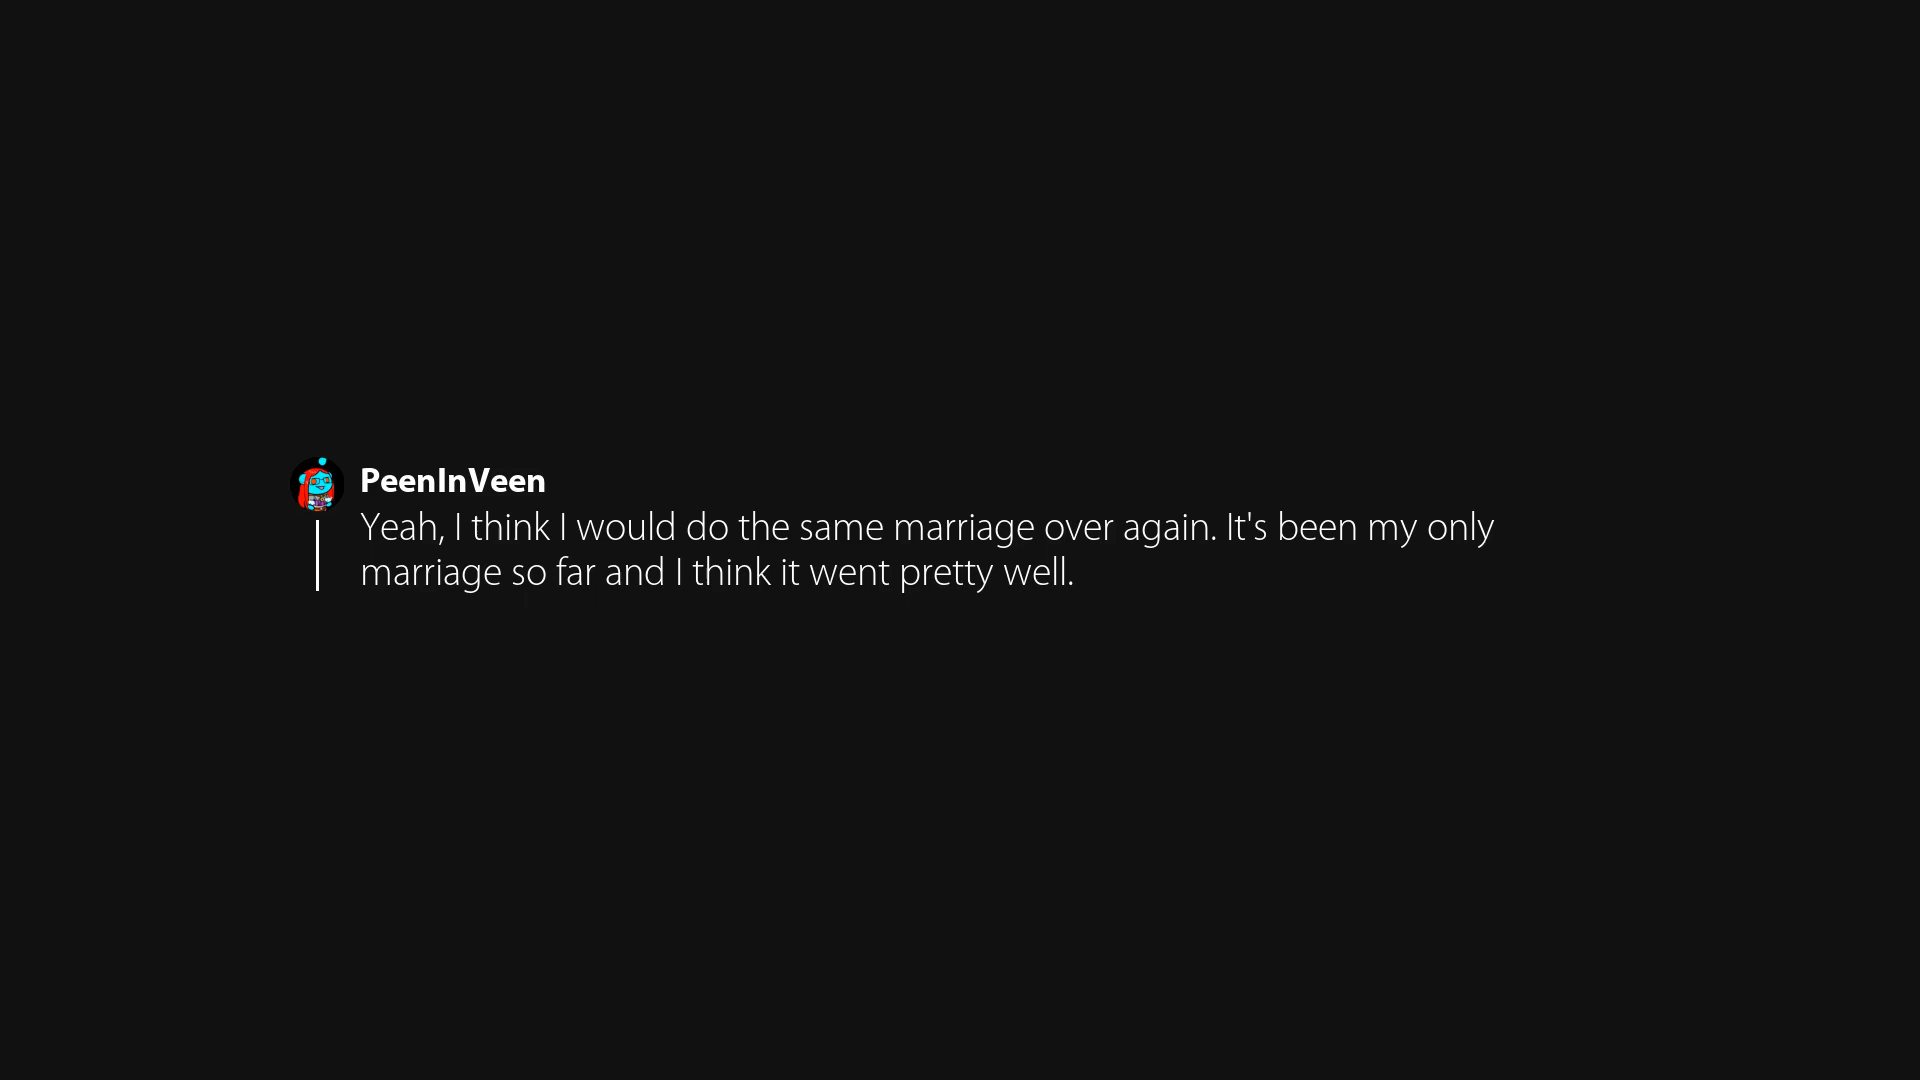 PeenInVeen
Yeah, I think I would do the same marriage over again. It's been my only
marriage so far and I think it went pretty well.